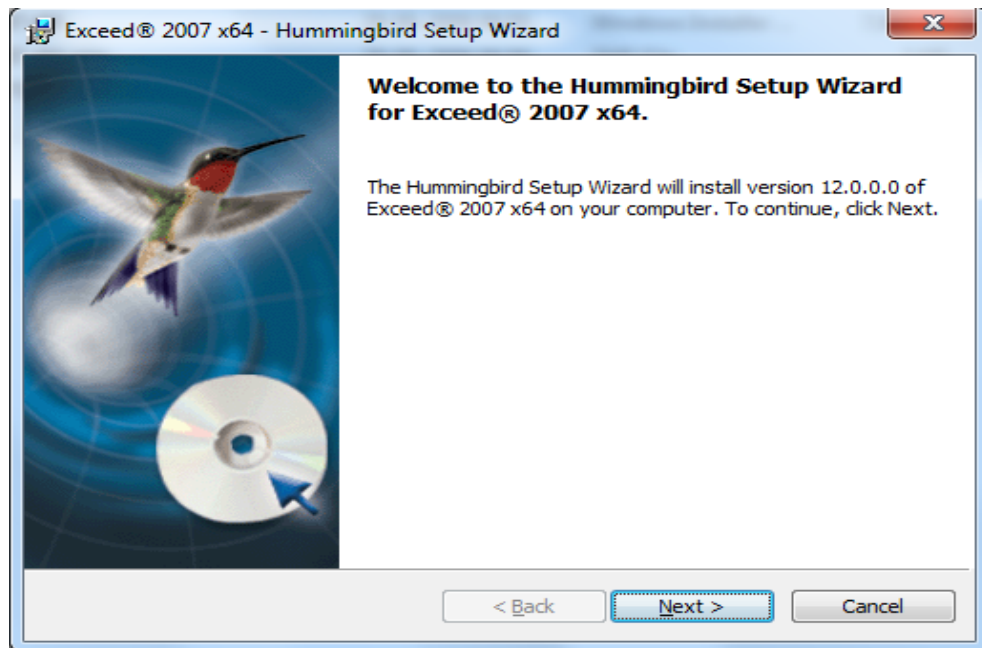 Exceed® 2007 x64 - Hummingbird Setup Wizard
Welcome to the Hummingbird Setup Wizard
for Exceed® 2007 x64.
The Hummingbird Setup Wizard will install version 12.0.0.0 of
Exceed® 2007 x64 on your computer. To continue, click Next.
< Back
Next >
Cancel